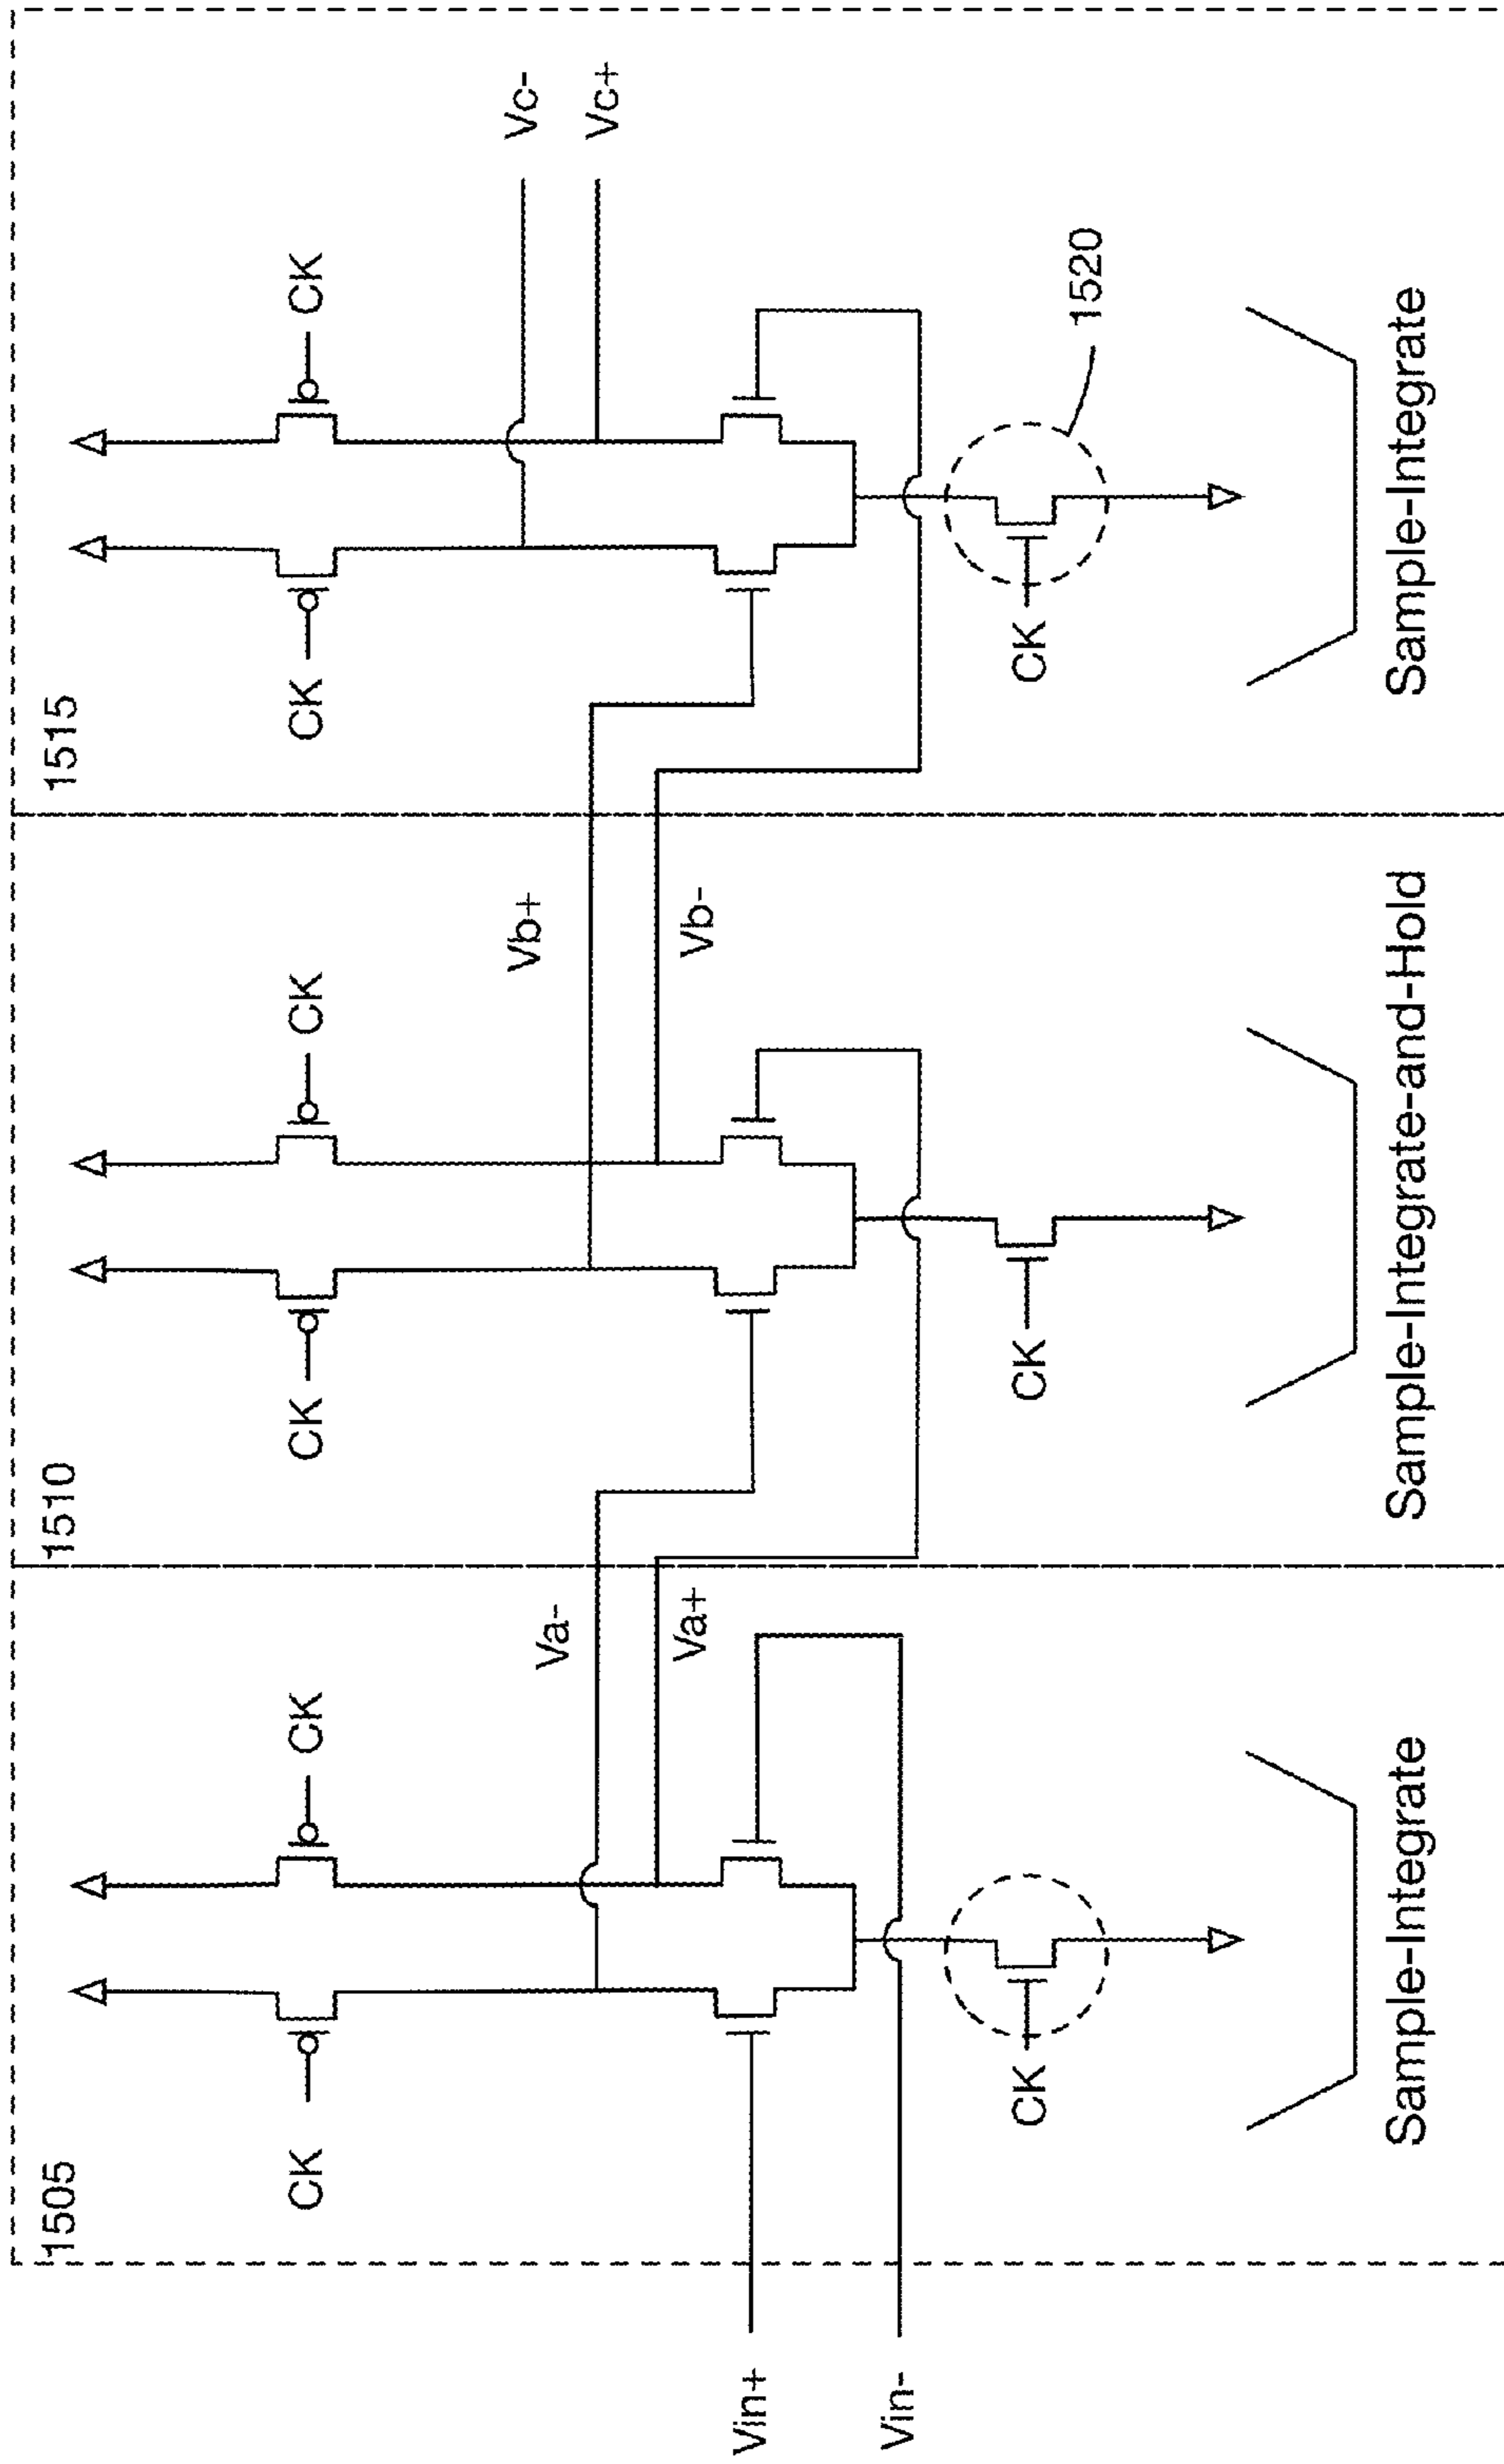 1505
1510
1515
CK
CK
CK
CK
CK
CK
Vc-
Vb+
Va-
Vc+
Va+
Vb-
Vin+
Vin-
CK
CK
CK
1520
Sample-Integrate
Sample-Integrate-and-Hold
Sample-Integrate